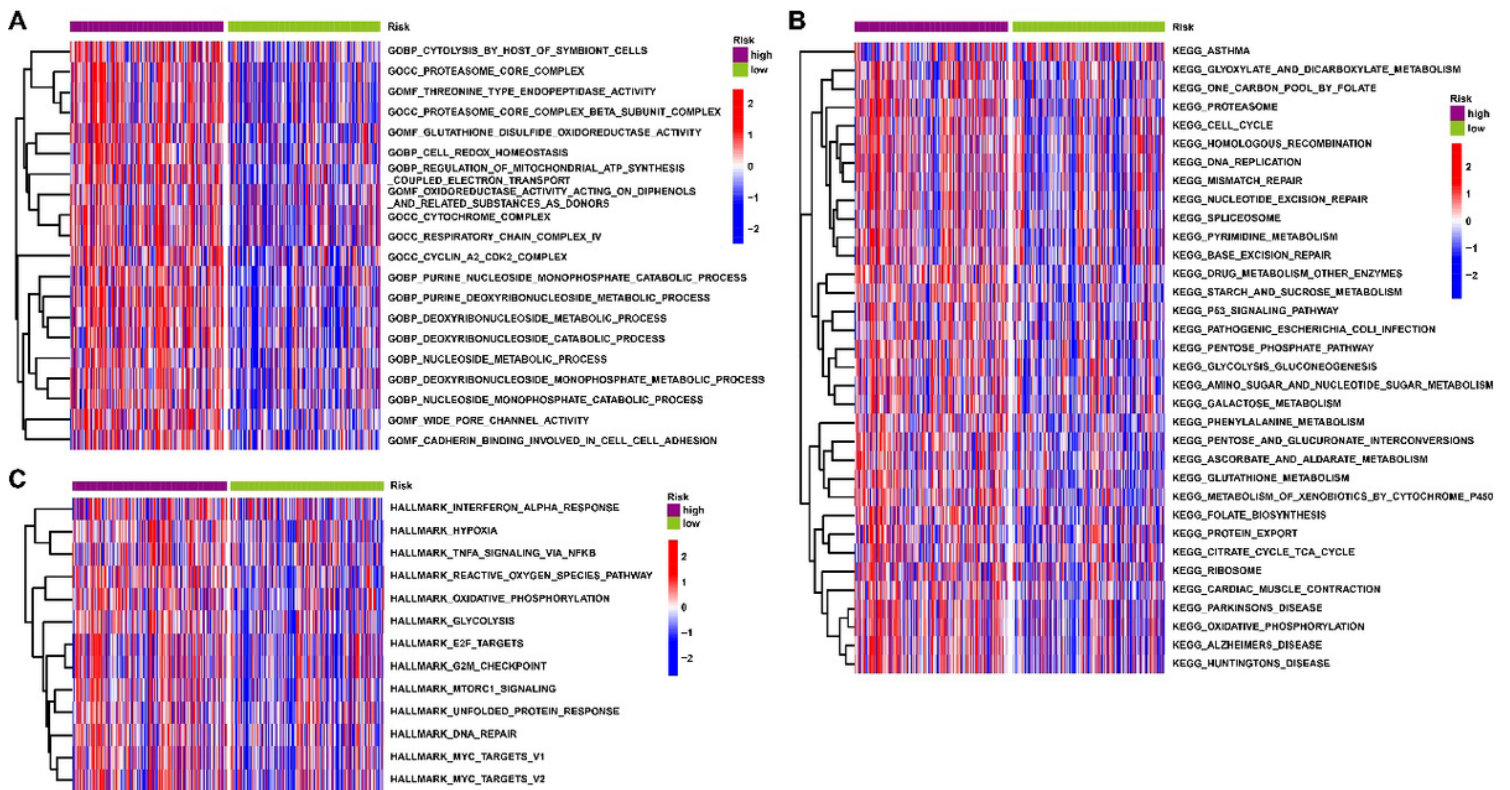 A
Risk
GOBP_CYTOLYSIS_BY_HOST_OF_SYMBIONT_CELLS
GOCC_PROTEASOME_CORE_COMPLEX
GOMF_THREONINE_TYPE_ENDOPEPTIDASE_ACTIVITY
GOCC_PROTEASOME_CORE_COMPLEX_BETA_SUBUNIT_COMPLEX
GOMF_GLUTATHIONE_DISULFIDE_OXIDOREDUCTASE_ACTIVITY
GOBP_CELL_REDOX_HOMEOSTASIS
GOBP_REGULATION_OF_MITOCHONDRIAL_ATP_SYNTHESIS
_COUPLED_ELECTRON_TRANSPORT
GOMF_OXIDOREDUCTASE_ACTIVITY_ACTING_ON_DIPHENOLS
_AND_RELATED_SUBSTANCES_AS_DONORS
GOCC_CYTOCHROME_COMPLEX
GOCC_RESPIRATORY_CHAIN_COMPLEX_IV
GOCC_CYCLIN_A2_CDK2_COMPLEX
GOBP_PURINE_NUCLEOSIDE_MONOPHOSPHATE_CATABOLIC_PROCESS
GOBP_PURINE_DEOXYRIBONUCLEOSIDE_METABOLIC_PROCESS
GOBP_DEOXYRIBONUCLEOSIDE_METABOLIC_PROCESS
GOBP_DEOXYRIBONUCLEOSIDE_CATABOLIC_PROCESS
GOBP_NUCLEOSIDE_METABOLIC_PROCESS
GOBP_DEOXYRIBONUCLEOSIDE_MONOPHOSPHATE_METABOLIC_PROCESS
GOBP_NUCLEOSIDE_MONOPHOSPHATE_CATABOLIC_PROCESS
GOMF_WIDE_PORE_CHANNEL_ACTIVITY
GOMF_CADHERIN_BINDING_INVOLVED_IN_CELL_CELL_ADHESION
Risk
high
low
2
1
0
−1
−2
B
Risk
KEGG_ASTHMA
KEGG_GLYOXYLATE_AND_DICARBOXYLATE_METABOLISM
KEGG_ONE_CARBON_POOL_BY_FOLATE
KEGG_PROTEASOME
KEGG_CELL_CYCLE
KEGG_HOMOLOGOUS_RECOMBINATION
KEGG_DNA_REPLICATION
KEGG_MISMATCH_REPAIR
KEGG_NUCLEOTIDE_EXCISION_REPAIR
KEGG_SPLICEOSOME
KEGG_PYRIMIDINE_METABOLISM
KEGG_BASE_EXCISION_REPAIR
KEGG_DRUG_METABOLISM_OTHER_ENZYMES
KEGG_STARCH_AND_SUCROSE_METABOLISM
KEGG_P53_SIGNALING_PATHWAY
KEGG_PATHOGENIC_ESCHERICHIA_COLI_INFECTION
KEGG_PENTOSE_PHOSPHATE_PATHWAY
KEGG_GLYCOLYSIS_GLUCONEOGENESIS
KEGG_AMINO_SUGAR_AND_NUCLEOTIDE_SUGAR_METABOLISM
KEGG_GALACTOSE_METABOLISM
KEGG_PHENYLALANINE_METABOLISM
KEGG_PENTOSE_AND_GLUCURONATE_INTERCONVERSIONS
KEGG_ASCORBATE_AND_ALDARATE_METABOLISM
KEGG_GLUTATHIONE_METABOLISM
KEGG_METABOLISM_OF_XENOBIOTICS_BY_CYTOCHROME_P450
KEGG_FOLATE_BIOSYNTHESIS
KEGG_PROTEIN_EXPORT
KEGG_CITRATE_CYCLE_TCA_CYCLE
KEGG_RIBOSOME
KEGG_CARDIAC_MUSCLE_CONTRACTION
KEGG_PARKINSONS_DISEASE
KEGG_OXIDATIVE_PHOSPHORYLATION
KEGG_ALZHEIMERS_DISEASE
KEGG_HUNTINGTONS_DISEASE
Risk
high
low
2
1
0
−1
−2
C
Risk
HALLMARK_INTERFERON_ALPHA_RESPONSE
HALLMARK_HYPOXIA
HALLMARK_TNFA_SIGNALING_VIA_NFKB
HALLMARK_REACTIVE_OXYGEN_SPECIES_PATHWAY
HALLMARK_OXIDATIVE_PHOSPHORYLATION
HALLMARK_GLYCOLYSIS
HALLMARK_E2F_TARGETS
HALLMARK_G2M_CHECKPOINT
HALLMARK_MTORC1_SIGNALING
HALLMARK_UNFOLDED_PROTEIN_RESPONSE
HALLMARK_DNA_REPAIR
HALLMARK_MYC_TARGETS_V1
HALLMARK_MYC_TARGETS_V2
Risk
high
low
2
1
0
−1
−2